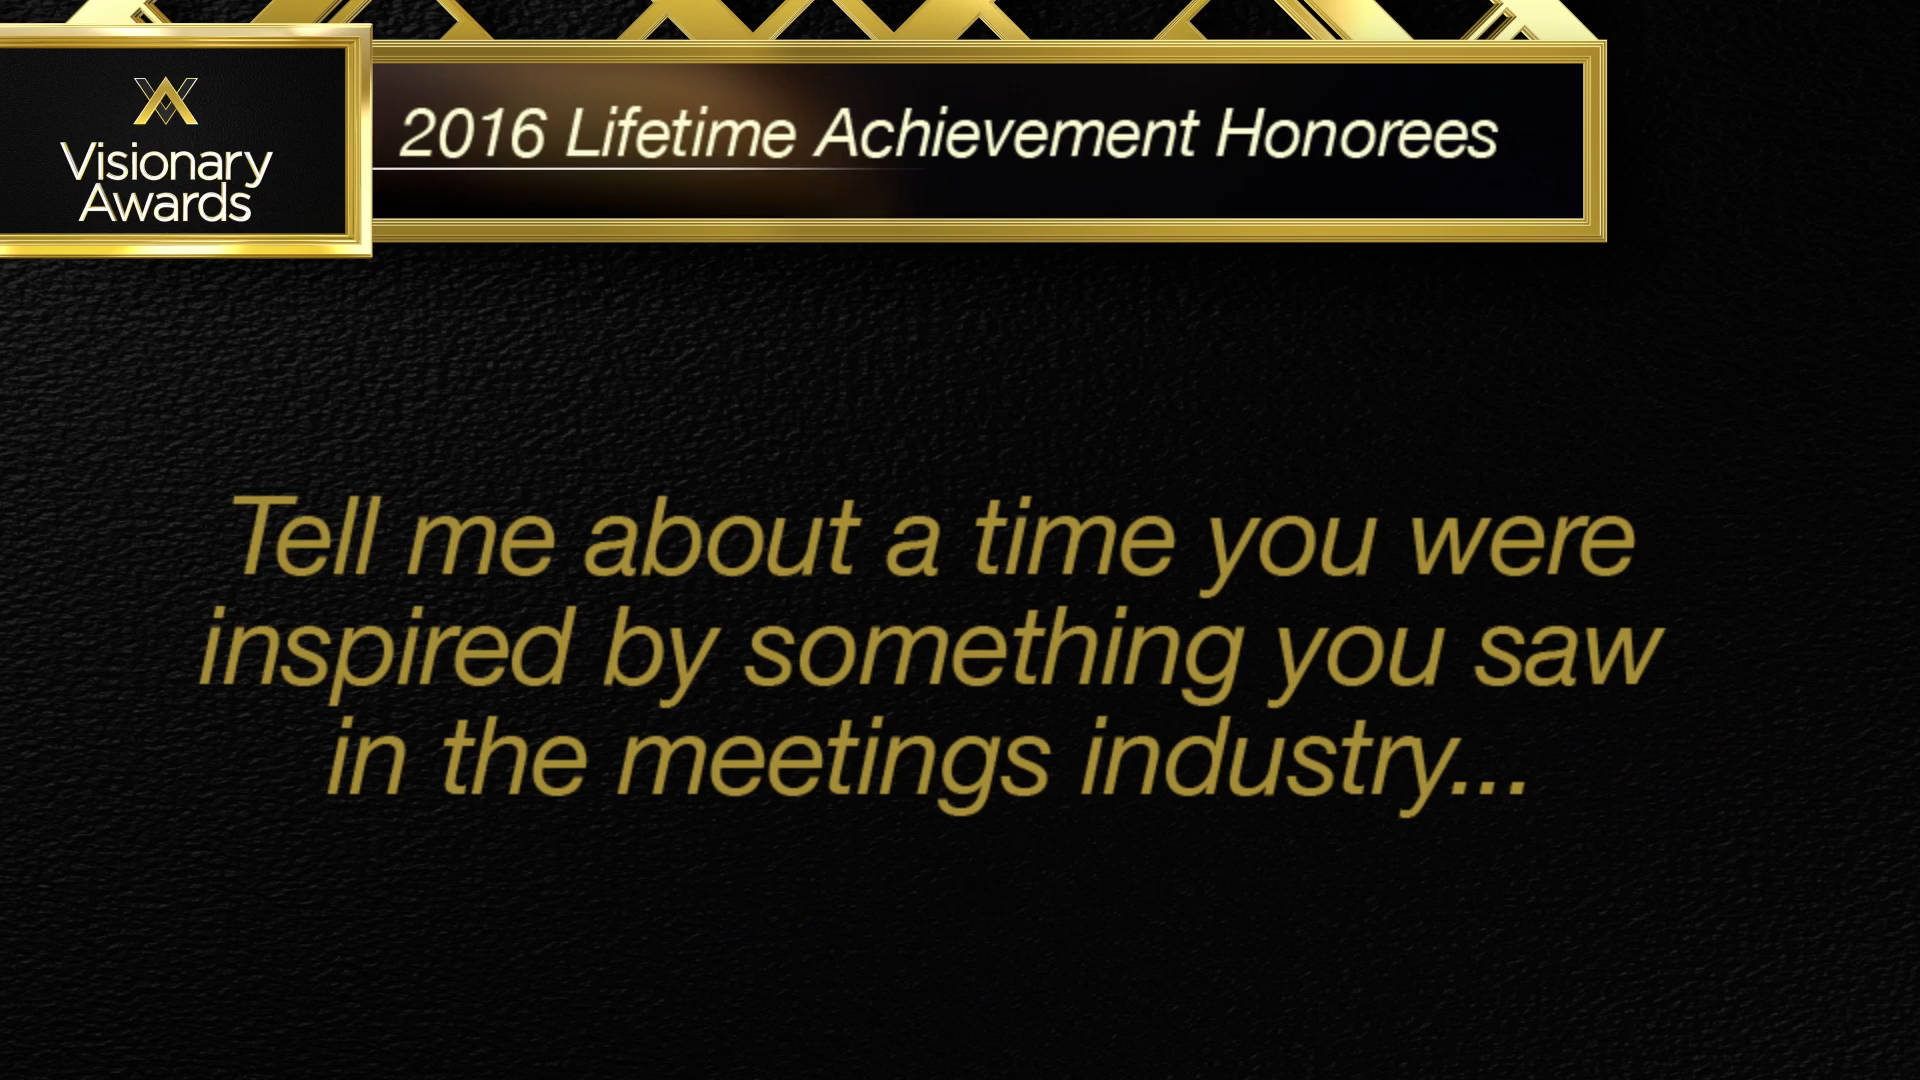 Visionary
Awards
2016 Lifetime Achievement Honorees
Tell me about a time you were
inspired by something you saw
in the meetings industry...